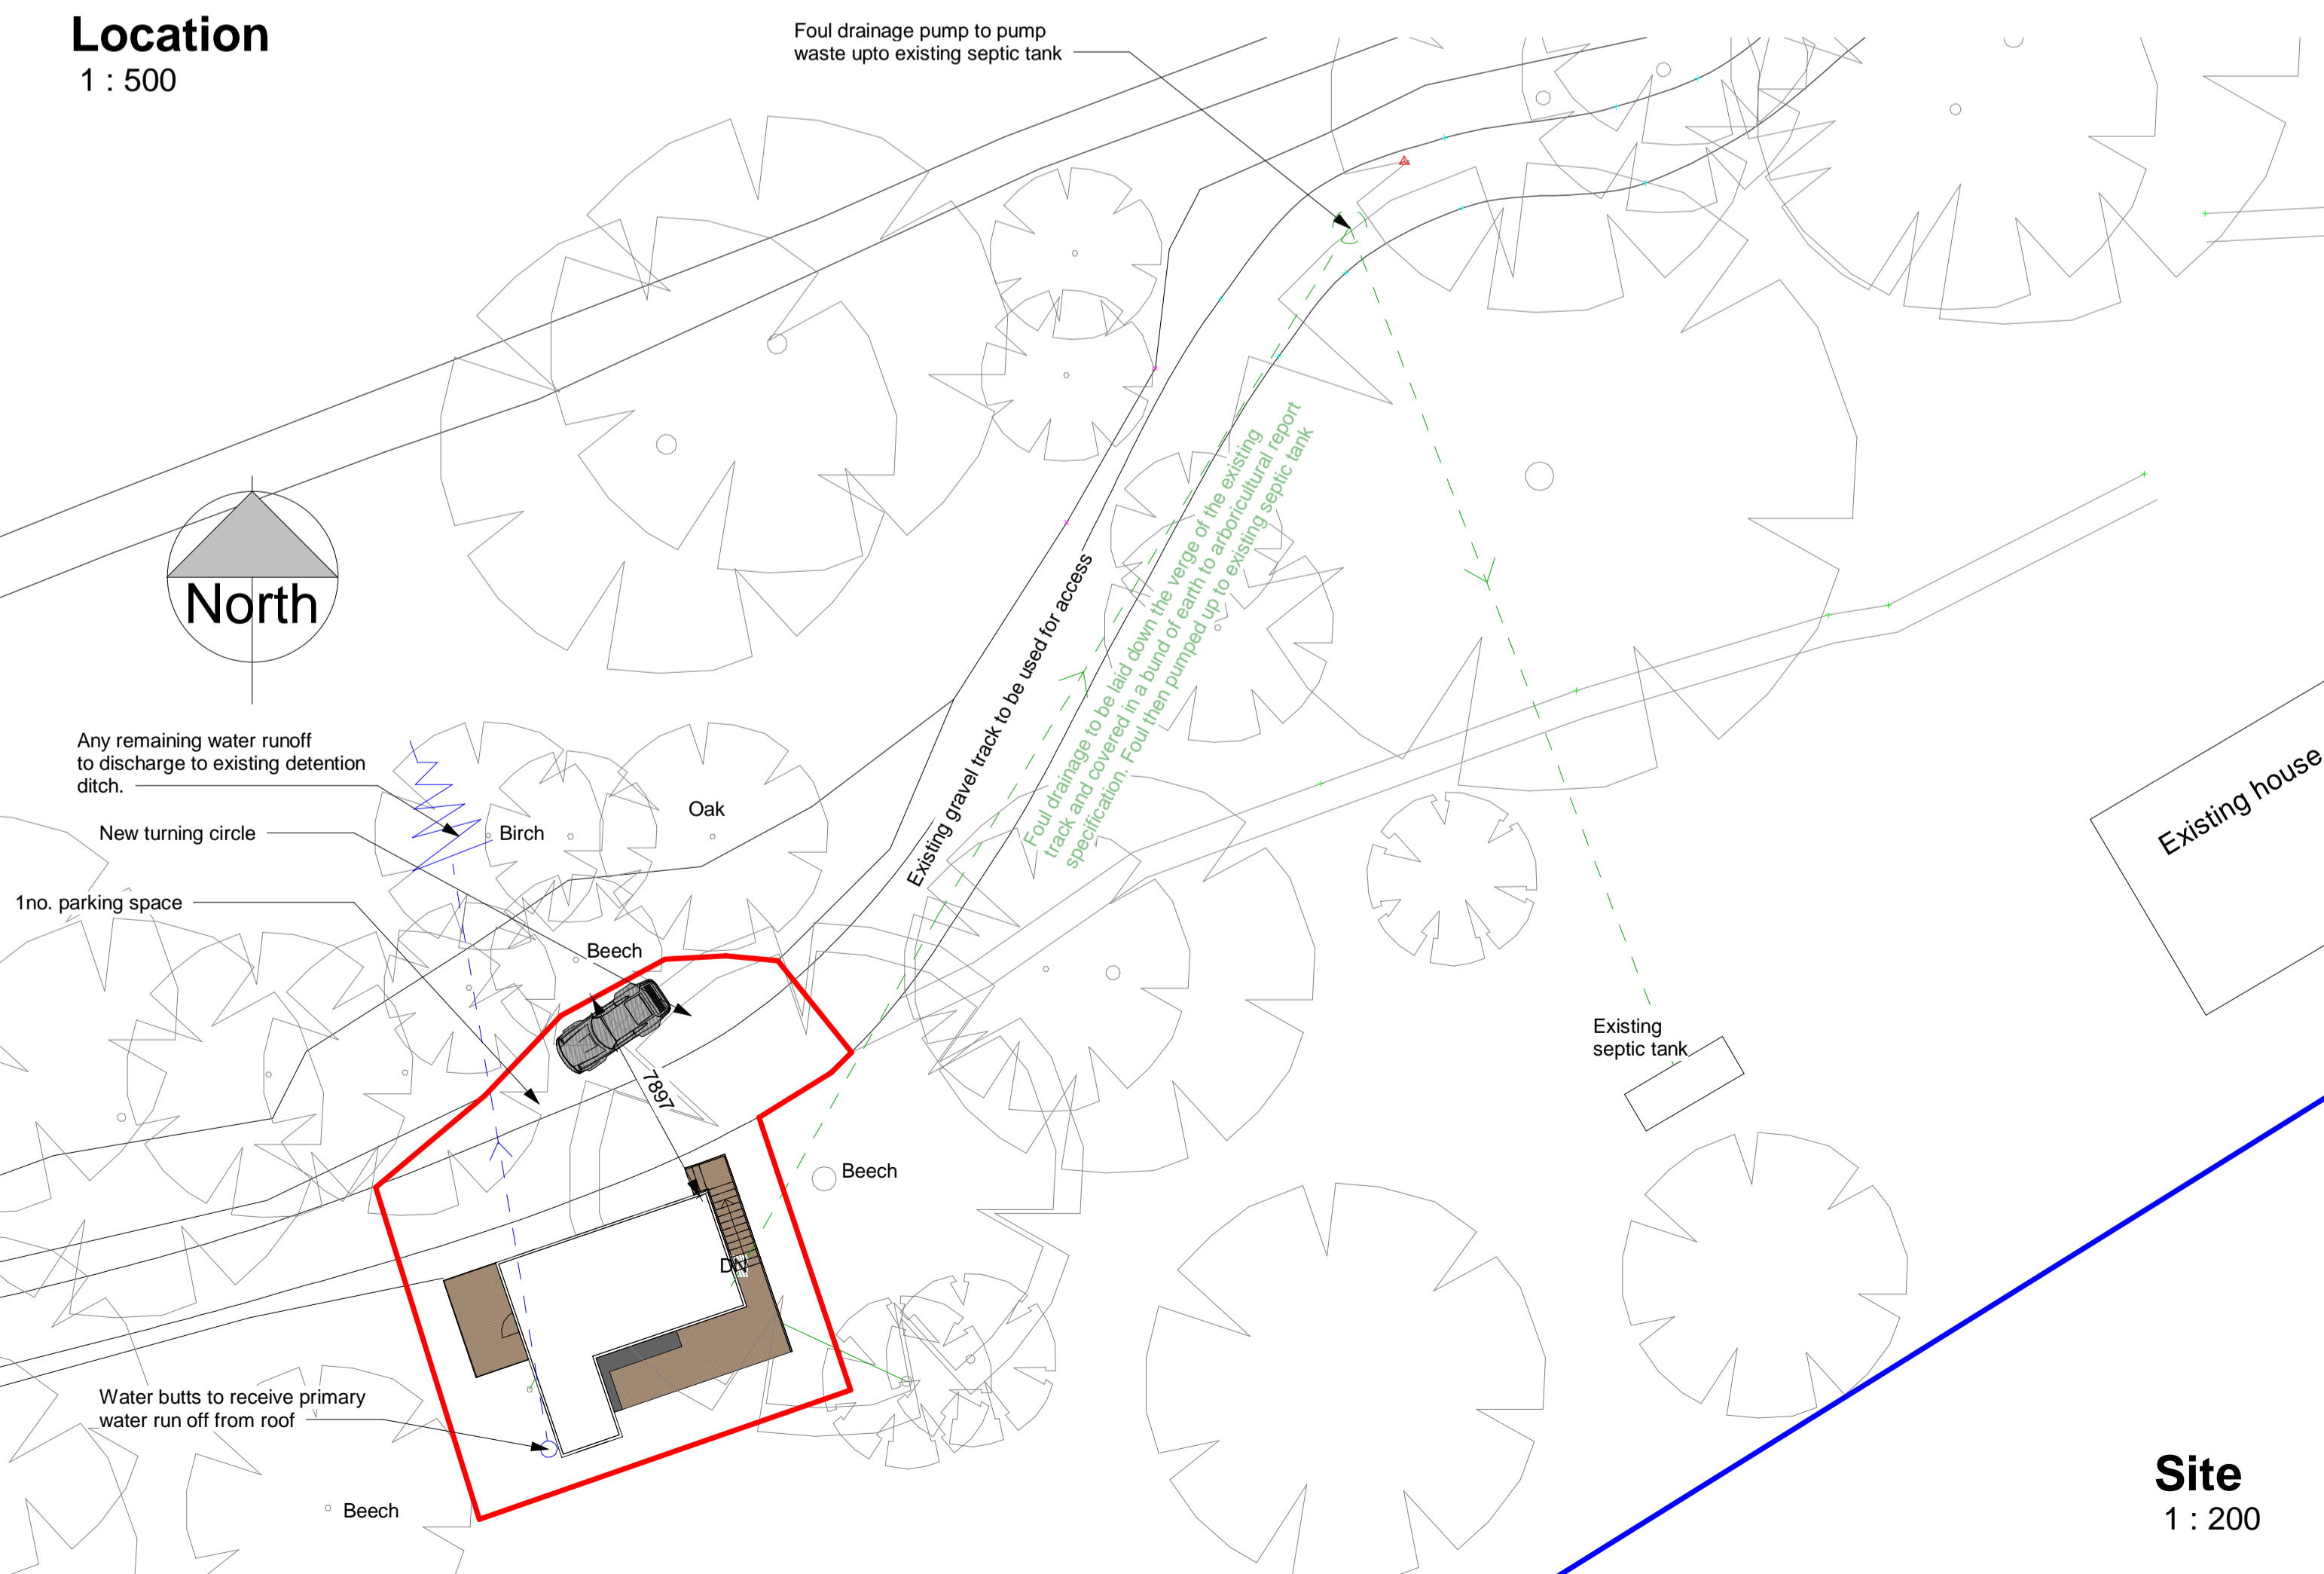 Location
1 : 500
Foul drainage pump to pump
waste upto existing septic tank
North
Foul drainage to be laid down the verge of the existing
track and covered in a bund of earth to arboricultural report
specification. Foul then pumped up to existing septic tank
Existing gravel track to be used for access
Any remaining water runoff
to discharge to existing detention
ditch.
New turning circle
1no. parking space
Birch
Oak
Beech
Existing house
7897
Existing
septic tank
Beech
DN
Water butts to receive primary
water run off from roof
Beech
Site
1 : 200